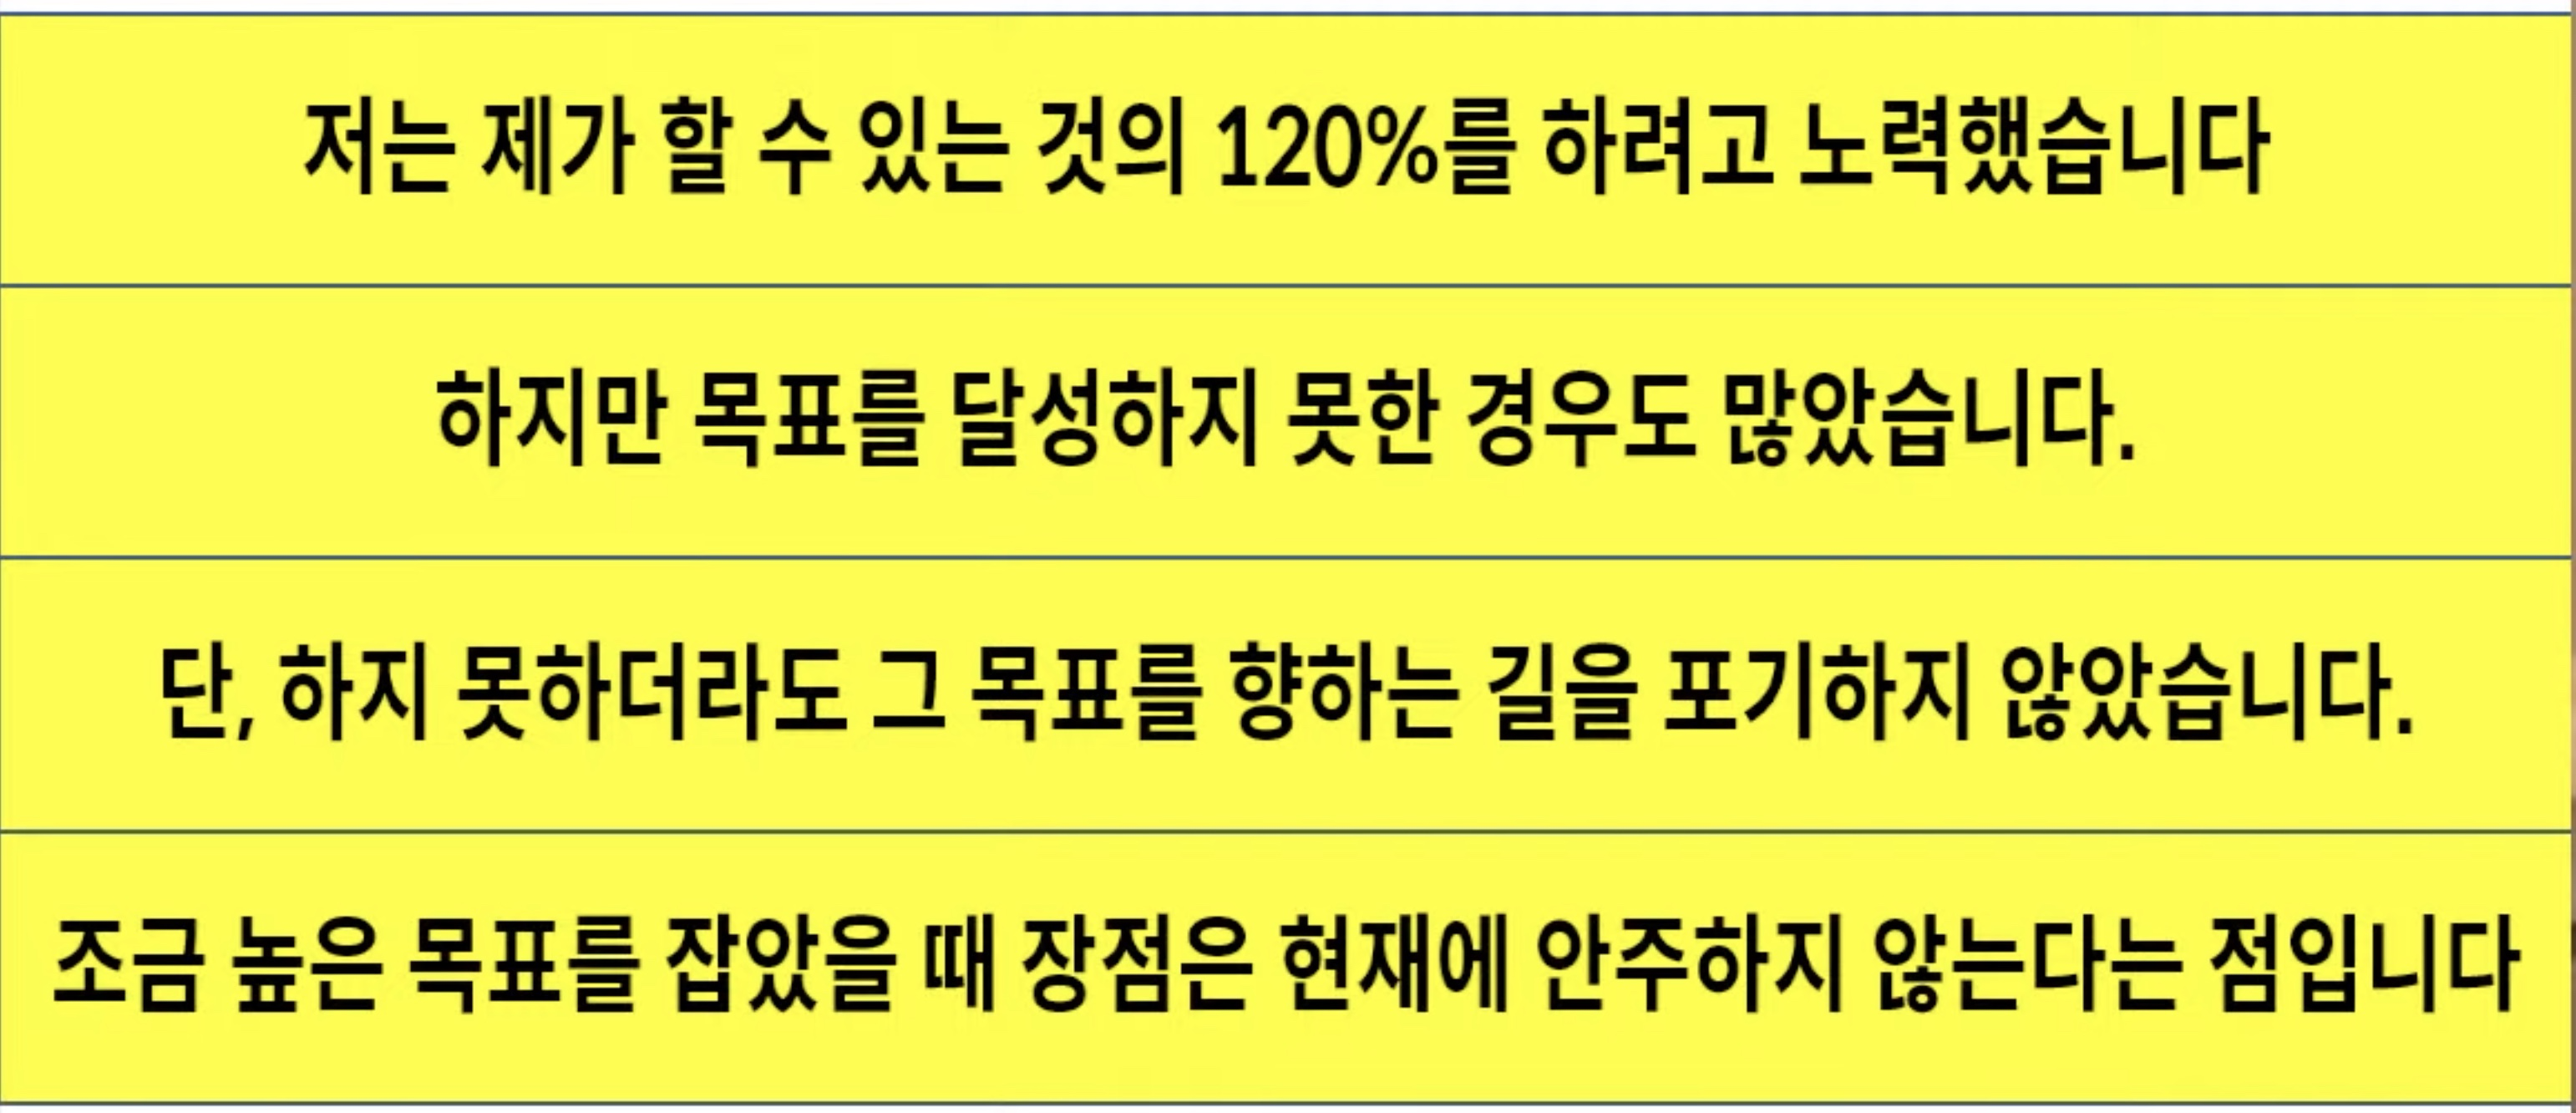 저는 제가 할 수 있는 것의 120%를 하려고 노력했습니다
하지만 목표를 달성하지 못한 경우도 많았습니다.
단, 하지 못하더라도 그 목표를 향하는 길을 포기하지 않았습니다.
조금 높은 목표를 잡았을 때 장점은 현재에 안주하지 않는다는 점입니다